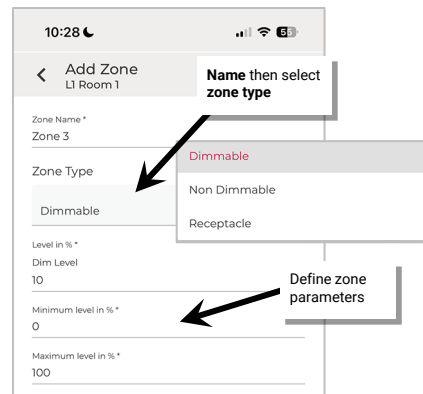 10:28
55
Add Zone
L1 Room 1
Name then select
zone type
Zone Name *
Zone 3
Zone Type
Dimmable
Dimmable
Non Dimmable
Receptacle
Level in % *
Dim Level
10
Define zone
parameters
Minimum level in % *
0
Maximum level in % *
100